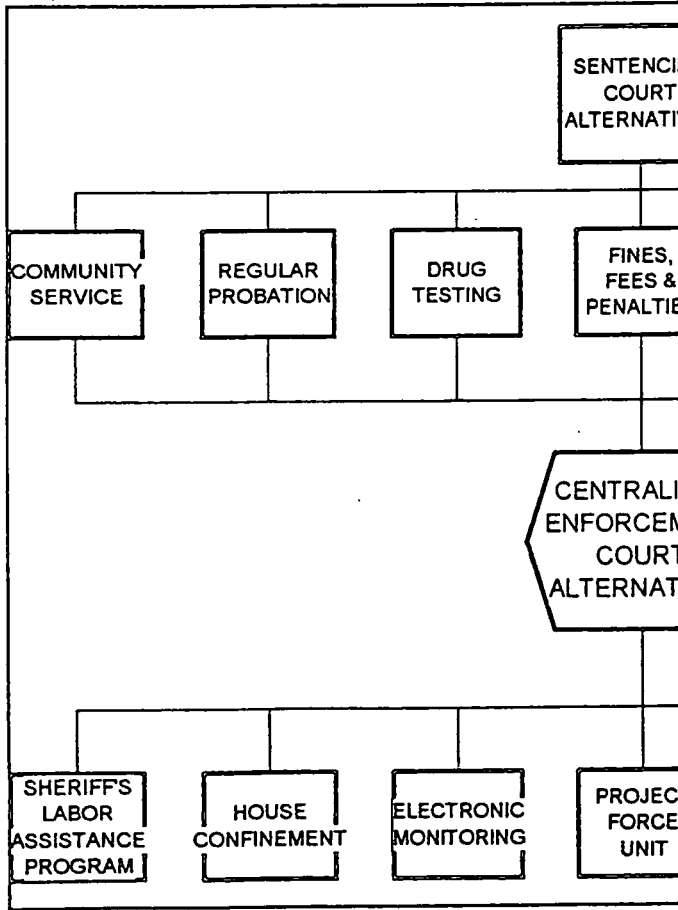 SENTENCI
COURT
ALTERNATIV
COMMUNITY
SERVICE
REGULAR
PROBATION
DRUG
TESTING
FINES,
FEES &
PENALTIE
CENTRALI
ENFORCEM
COURT
ALTERNAT
SHERIFF'S
LABOR
ASSISTANCE
PROGRAM
HOUSE
CONFINEMENT
ELECTRONIC
MONITORING
PROJEC
FORCE
UNIT